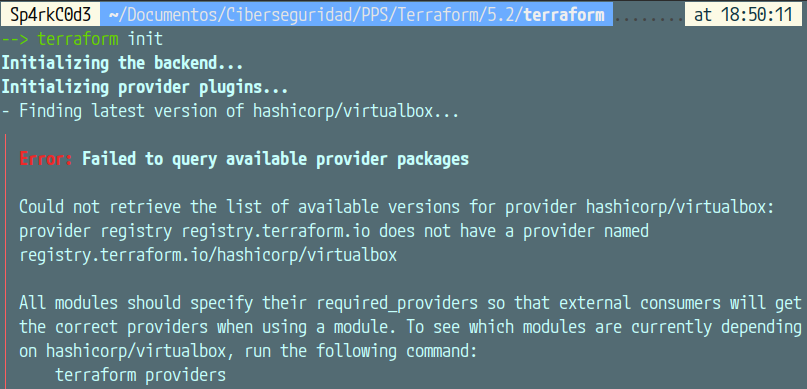 Sp4rkC0d3 ~/Documentos/Ciberseguridad/PPS/Terraform/5.2/terraform ........ at 18:50:11
--> terraform init
Initializing the backend...
Initializing provider plugins...
- Finding latest version of hashicorp/virtualbox...
Error: Failed to query available provider packages
Could not retrieve the list of available versions for provider hashicorp/virtualbox:
provider registry registry.terraform.io does not have a provider named
registry.terraform.io/hashicorp/virtualbox
All modules should specify their required_providers so that external consumers will get
the correct providers when using a module. To see which modules are currently depending
on hashicorp/virtualbox, run the following command:
terraform providers